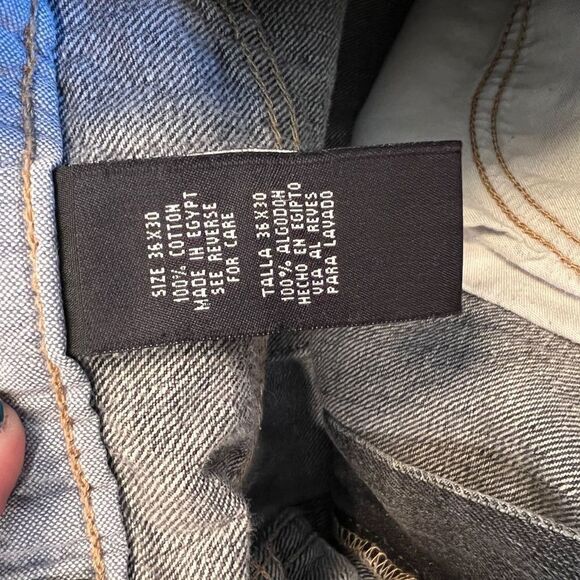 SIZE 36X30
100% COTTON
MADE IN EGYPT
SEE REVERSE
FOR CARE
TALLA 36X30
100% ALGODON
HECHO EN EGIPTO
VEA AL REVES
PARA LAVADO